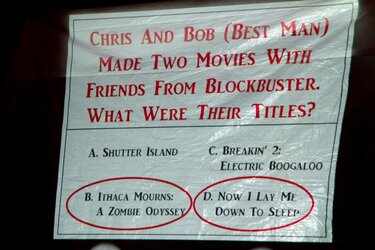 Chris And Bob (Best Man)
Made Two Movies With
Friends From Blockbuster.
What Were Their Titles?
A. Shutter Island
C. Breakin' 2:
Electric Boogaloo
B. Ithaca Mourns:
A Zombie Odyssey
D. Now I Lay Me
Down To Sleep